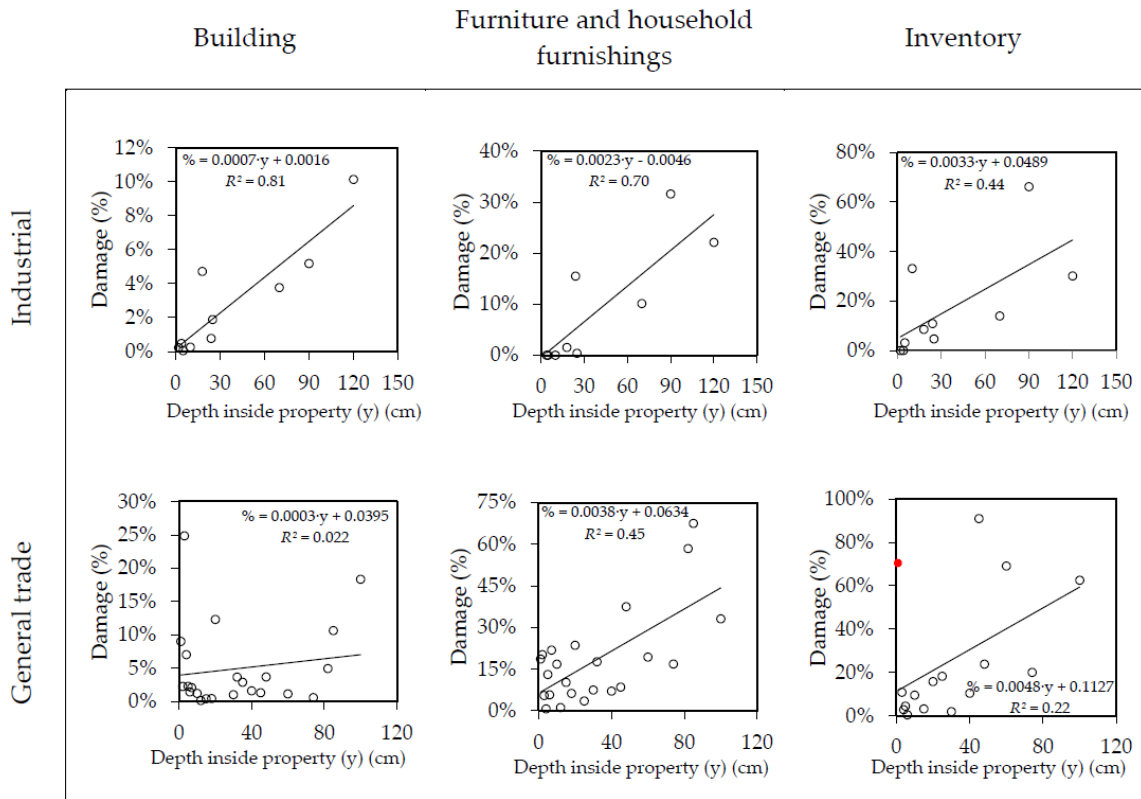 Building
Furniture and household
furnishings
Inventory
Industrial
Damage (%)
12%
10%
8%
6%
4%
2%
0%
% = 0.0007·y + 0.0016
R² = 0.81
0 30 60 90 120 150
Depth inside property (y) (cm)
Damage (%)
40%
30%
20%
10%
0%
% = 0.0023·y - 0.0046
R² = 0.70
0 30 60 90 120 150
Depth inside property (y) (cm)
Damage (%)
80%
60%
40%
20%
0%
% = 0.0033·y + 0.0489
R² = 0.44
0 30 60 90 120 150
Depth inside property (y) (cm)
General trade
Damage (%)
30%
25%
20%
15%
10%
5%
0%
% = 0.0003·y + 0.0395
R² = 0.022
0 40 80 120
Depth inside property (y) (cm)
Damage (%)
75%
60%
45%
30%
15%
0%
% = 0.0038·y + 0.0634
R² = 0.45
0 40 80 120
Depth inside property (y) (cm)
Damage (%)
100%
80%
60%
40%
20%
0%
% = 0.0048·y + 0.1127
R² = 0.22
0 40 80 120
Depth inside property (y) (cm)